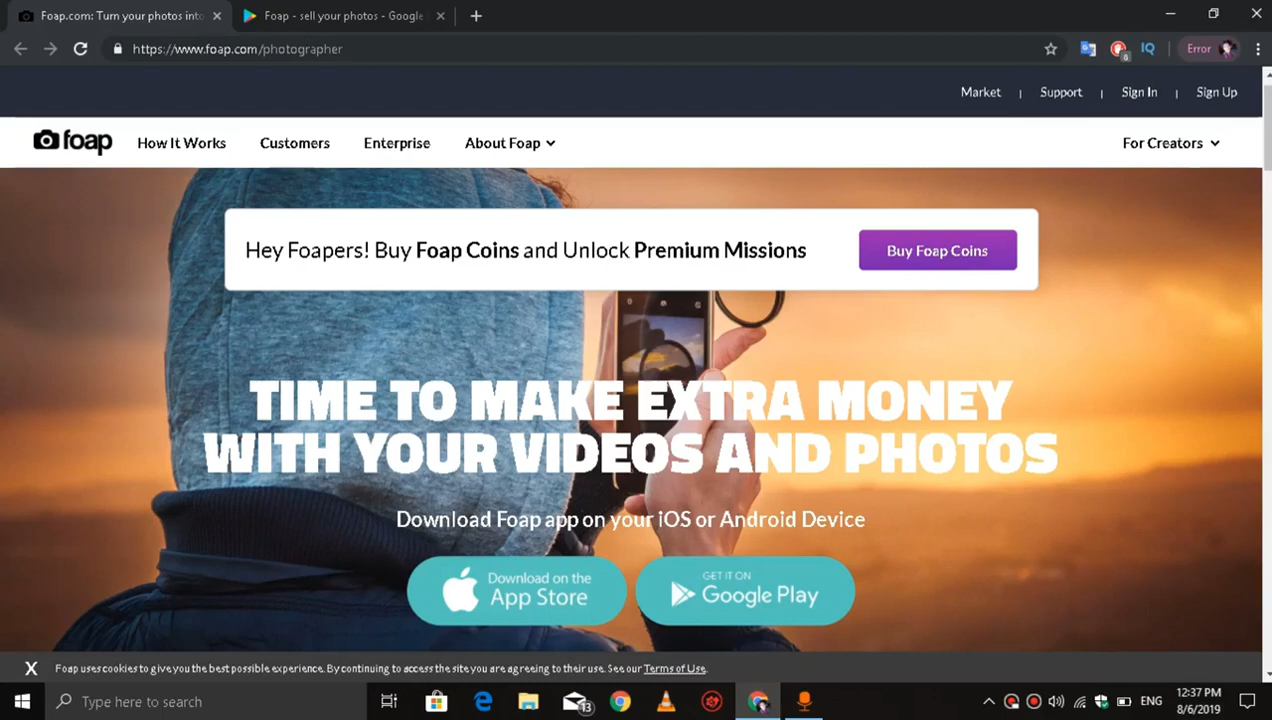 Foap.com: Turn your photos into
Foap - sell your photos - Google
https://www.foap.com/photographer
IQ
Error
6
Market | Support | Sign In | Sign Up
foap
How It Works
Customers
Enterprise
About Foap
For Creators
Hey Foapers! Buy Foap Coins and Unlock Premium Missions
Buy Foap Coins
TIME TO MAKE EXTRA MONEY
WITH YOUR VIDEOS AND PHOTOS
Download Foap app on your iOS or Android Device
Download on the
App Store
GET IT ON
Google Play
X
Foap uses cookies to give you the best possible experience. By continuing to access the site you are agreeing to their use. See our Terms of Use.
Type here to search
13
ENG
12:37 PM
8/6/2019